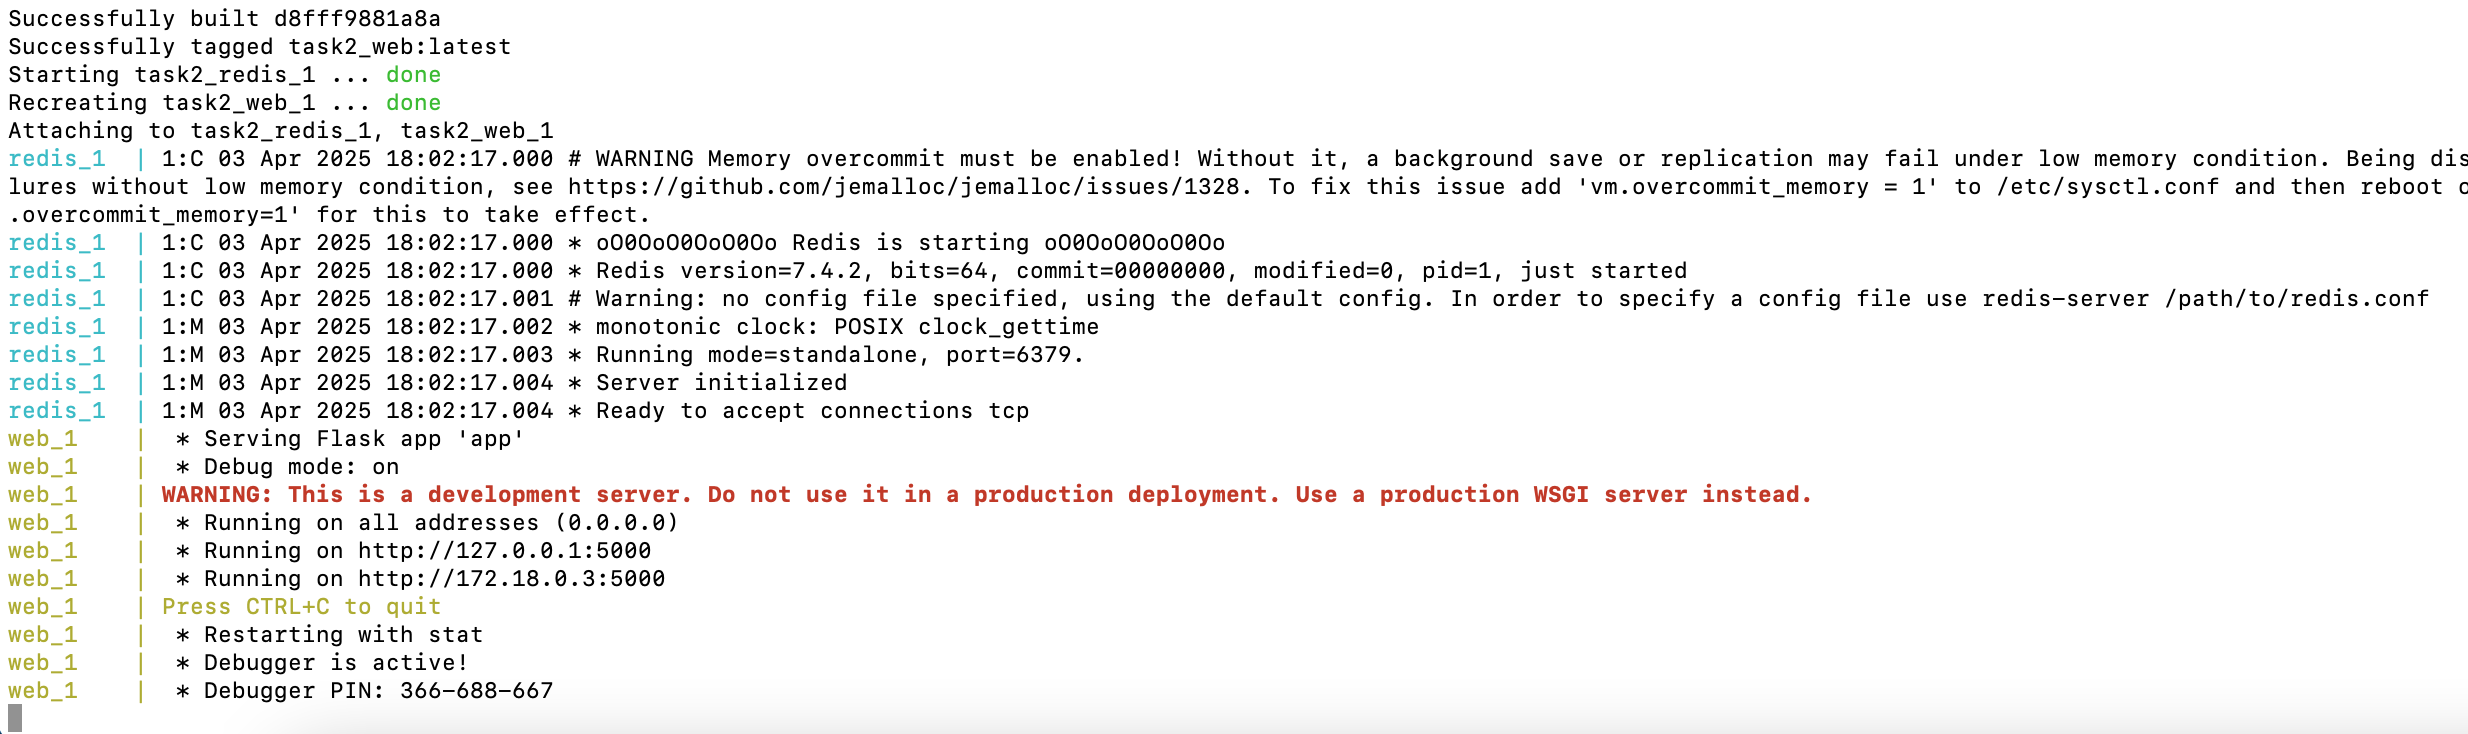 Successfully built d8fff9881a8a
Successfully tagged task2_web:latest
Starting task2_redis_1 ... done
Recreating task2_web_1 ... done
Attaching to task2_redis_1, task2_web_1
redis_1  | 1:C 03 Apr 2025 18:02:17.000 # WARNING Memory overcommit must be enabled! Without it, a background save or replication may fail under low memory condition. Being dis
lures without low memory condition, see https://github.com/jemalloc/jemalloc/issues/1328. To fix this issue add 'vm.overcommit_memory = 1' to /etc/sysctl.conf and then reboot o
.overcommit_memory=1' for this to take effect.
redis_1  | 1:C 03 Apr 2025 18:02:17.000 * oO0OoO0OoO0Oo Redis is starting oO0OoO0OoO0Oo
redis_1  | 1:C 03 Apr 2025 18:02:17.000 * Redis version=7.4.2, bits=64, commit=00000000, modified=0, pid=1, just started
redis_1  | 1:C 03 Apr 2025 18:02:17.001 # Warning: no config file specified, using the default config. In order to specify a config file use redis-server /path/to/redis.conf
redis_1  | 1:M 03 Apr 2025 18:02:17.002 * monotonic clock: POSIX clock_gettime
redis_1  | 1:M 03 Apr 2025 18:02:17.003 * Running mode=standalone, port=6379.
redis_1  | 1:M 03 Apr 2025 18:02:17.004 * Server initialized
redis_1  | 1:M 03 Apr 2025 18:02:17.004 * Ready to accept connections tcp
web_1    |  * Serving Flask app 'app'
web_1    |  * Debug mode: on
web_1    | WARNING: This is a development server. Do not use it in a production deployment. Use a production WSGI server instead.
web_1    |  * Running on all addresses (0.0.0.0)
web_1    |  * Running on http://127.0.0.1:5000
web_1    |  * Running on http://172.18.0.3:5000
web_1    | Press CTRL+C to quit
web_1    |  * Restarting with stat
web_1    |  * Debugger is active!
web_1    |  * Debugger PIN: 366-688-667